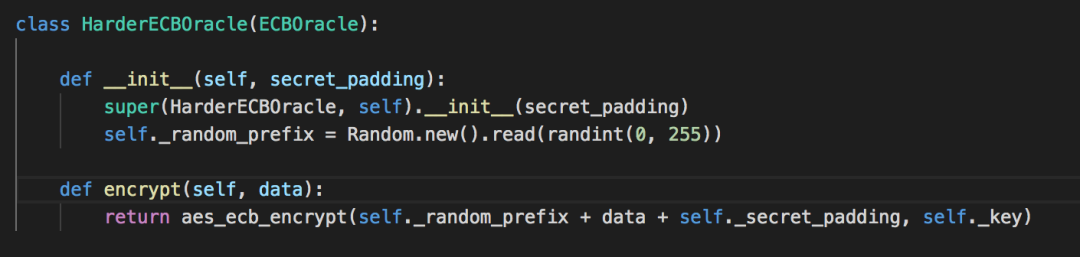 class HarderECBOracle(ECBOracle):
def __init__(self, secret_padding):
super(HarderECBOracle, self).__init__(secret_padding)
self._random_prefix = Random.new().read(randint(0, 255))
def encrypt(self, data):
return aes_ecb_encrypt(self._random_prefix + data + self._secret_padding, self._key)